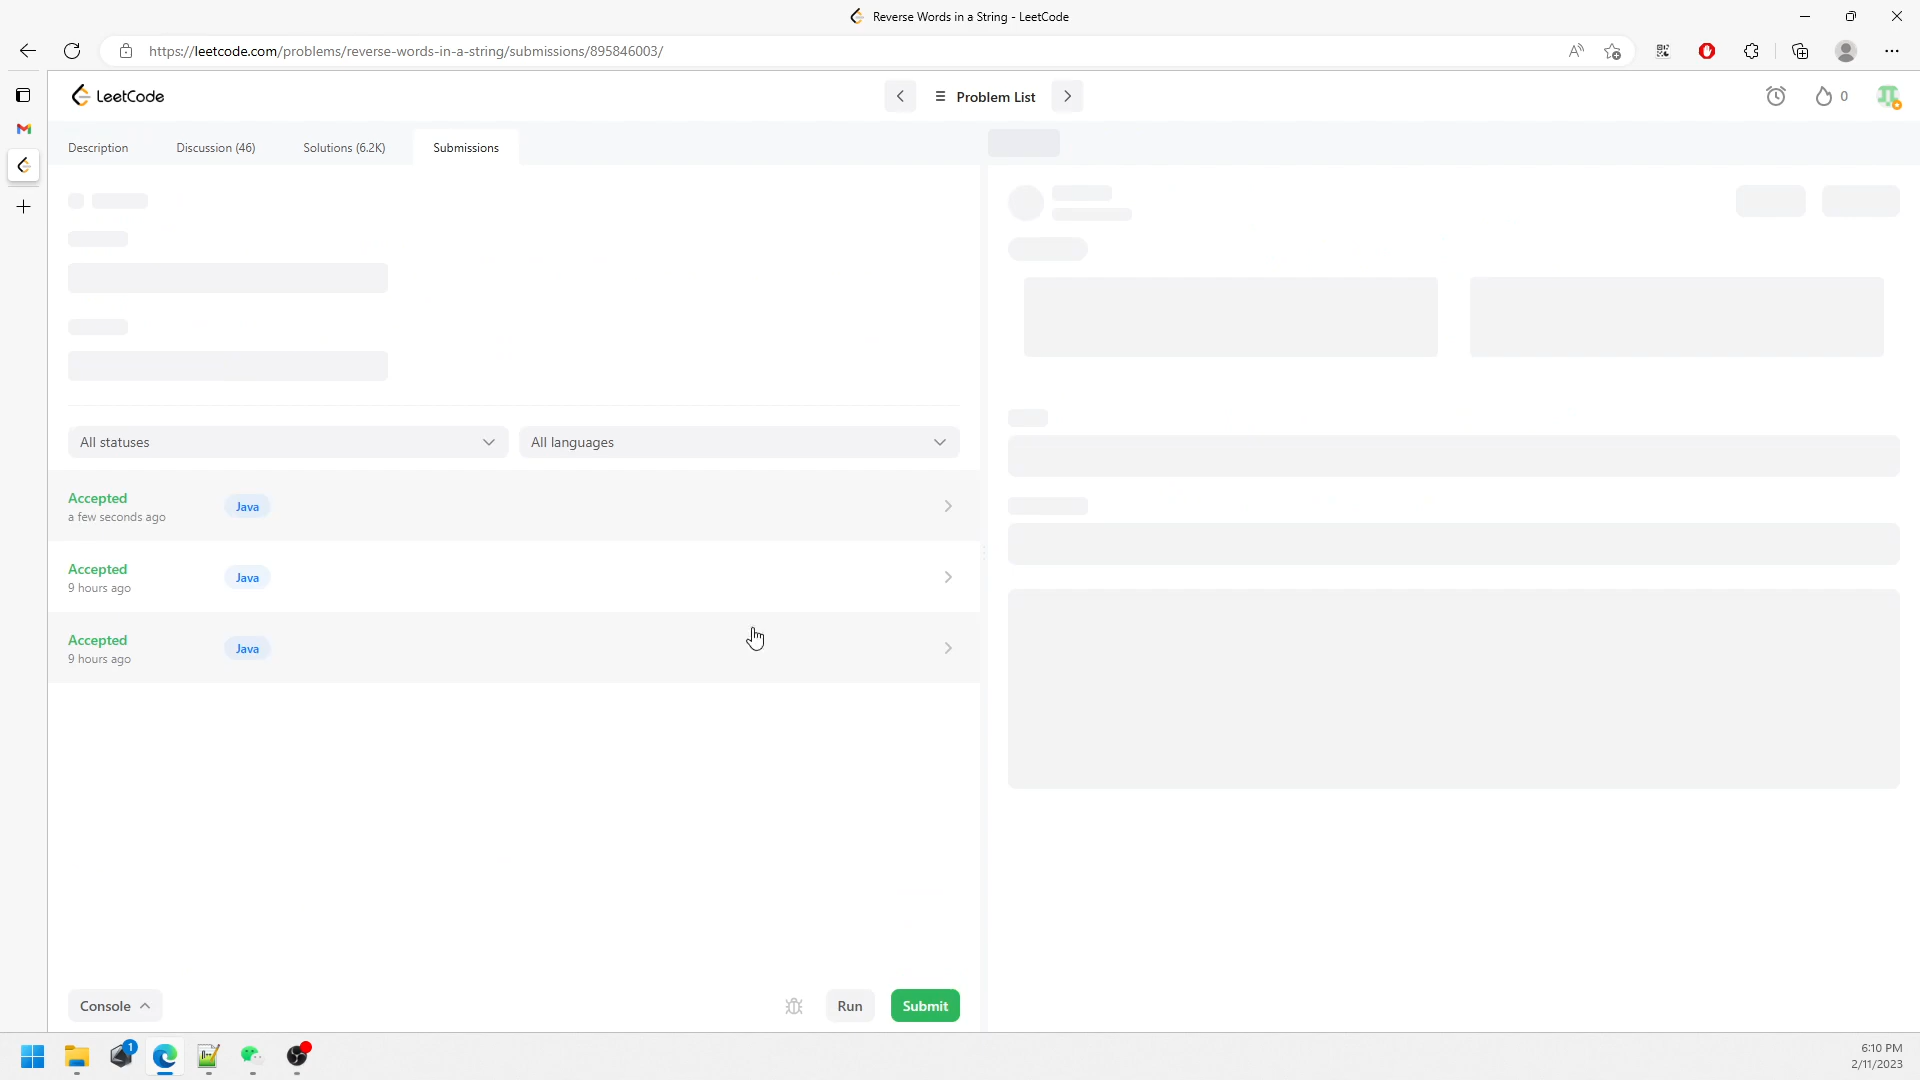 Reverse Words in a String - LeetCode
https://leetcode.com/problems/reverse-words-in-a-string/submissions/895846003/
LeetCode
Problem List
0
Description
Discussion (46)
Solutions (6.2K)
Submissions
All statuses
All languages
Accepted
a few seconds ago
Java
Accepted
9 hours ago
Java
Accepted
9 hours ago
Java
Console
Run
Submit
1
6:10 PM
2/11/2023